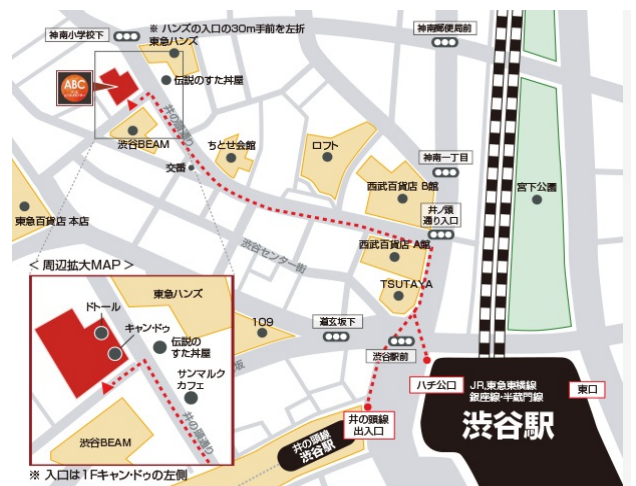 ※ ハンズの入口の30m手前を左折
神南小学校下
東急ハンズ
神南郵便局前
ABC
伝説のすた丼屋
井の頭通り
渋谷BEAM
ちとせ会館
ロフト
交番
神南一丁目
西武百貨店 B館
宮下公園
井ノ頭
通り入口
東急百貨店 本店
渋谷センター街
西武百貨店 A館
TSUTAYA
< 周辺拡大MAP >
東急ハンズ
ドトール
キャンドゥ
伝説の
すた丼屋
サンマルク
カフェ
井の頭通り
渋谷BEAM
※ 入口は1Fキャンドゥの左側
109
坂
道玄坂下
渋谷駅前
ハチ公口
JR.東急東横線
銀座線・半蔵門線
渋谷駅
東口
井の頭線
出入口
井の頭線
渋谷駅